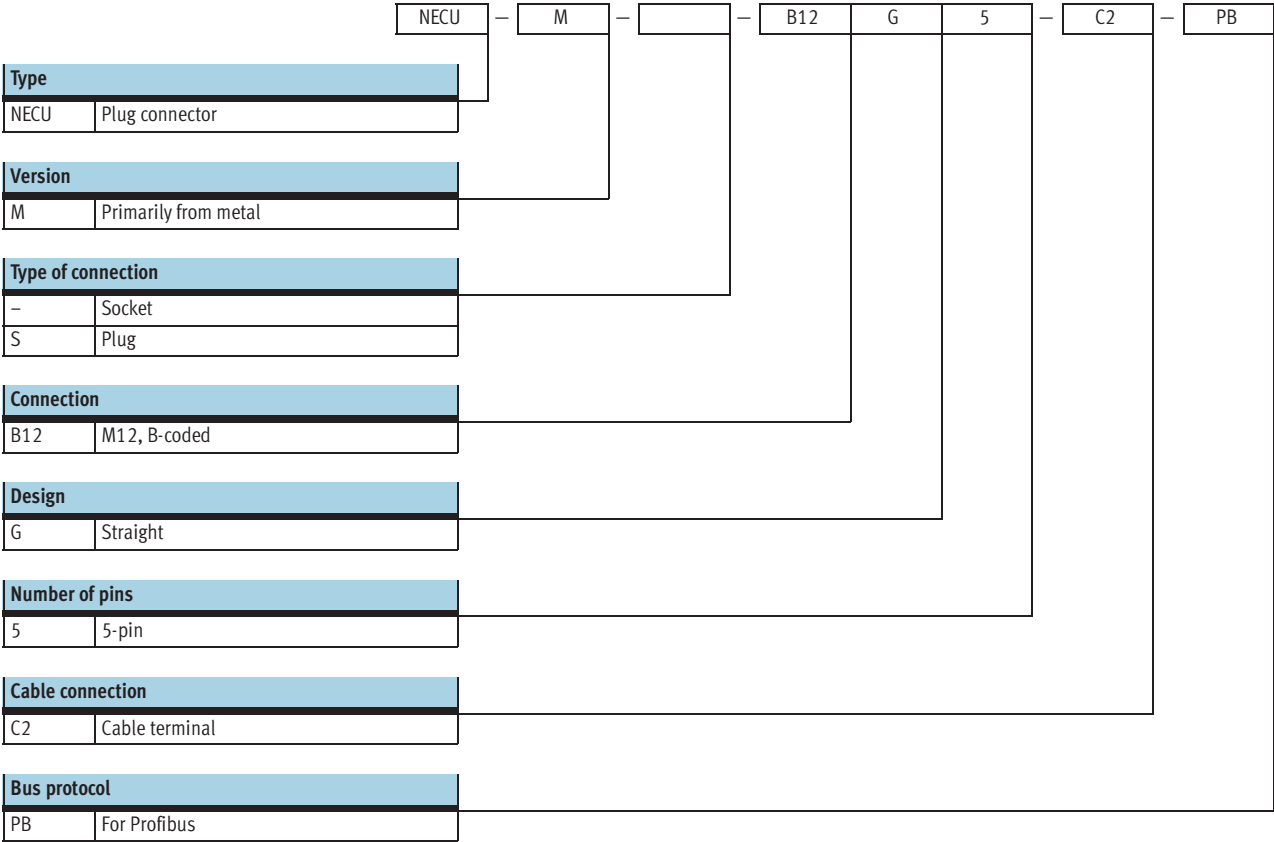 NECU – M – – B12 G 5 – C2 – PB
Type
NECU Plug connector
Version
M Primarily from metal
Type of connection
– Socket
S Plug
Connection
B12 M12, B-coded
Design
G Straight
Number of pins
5 5-pin
Cable connection
C2 Cable terminal
Bus protocol
PB For Profibus